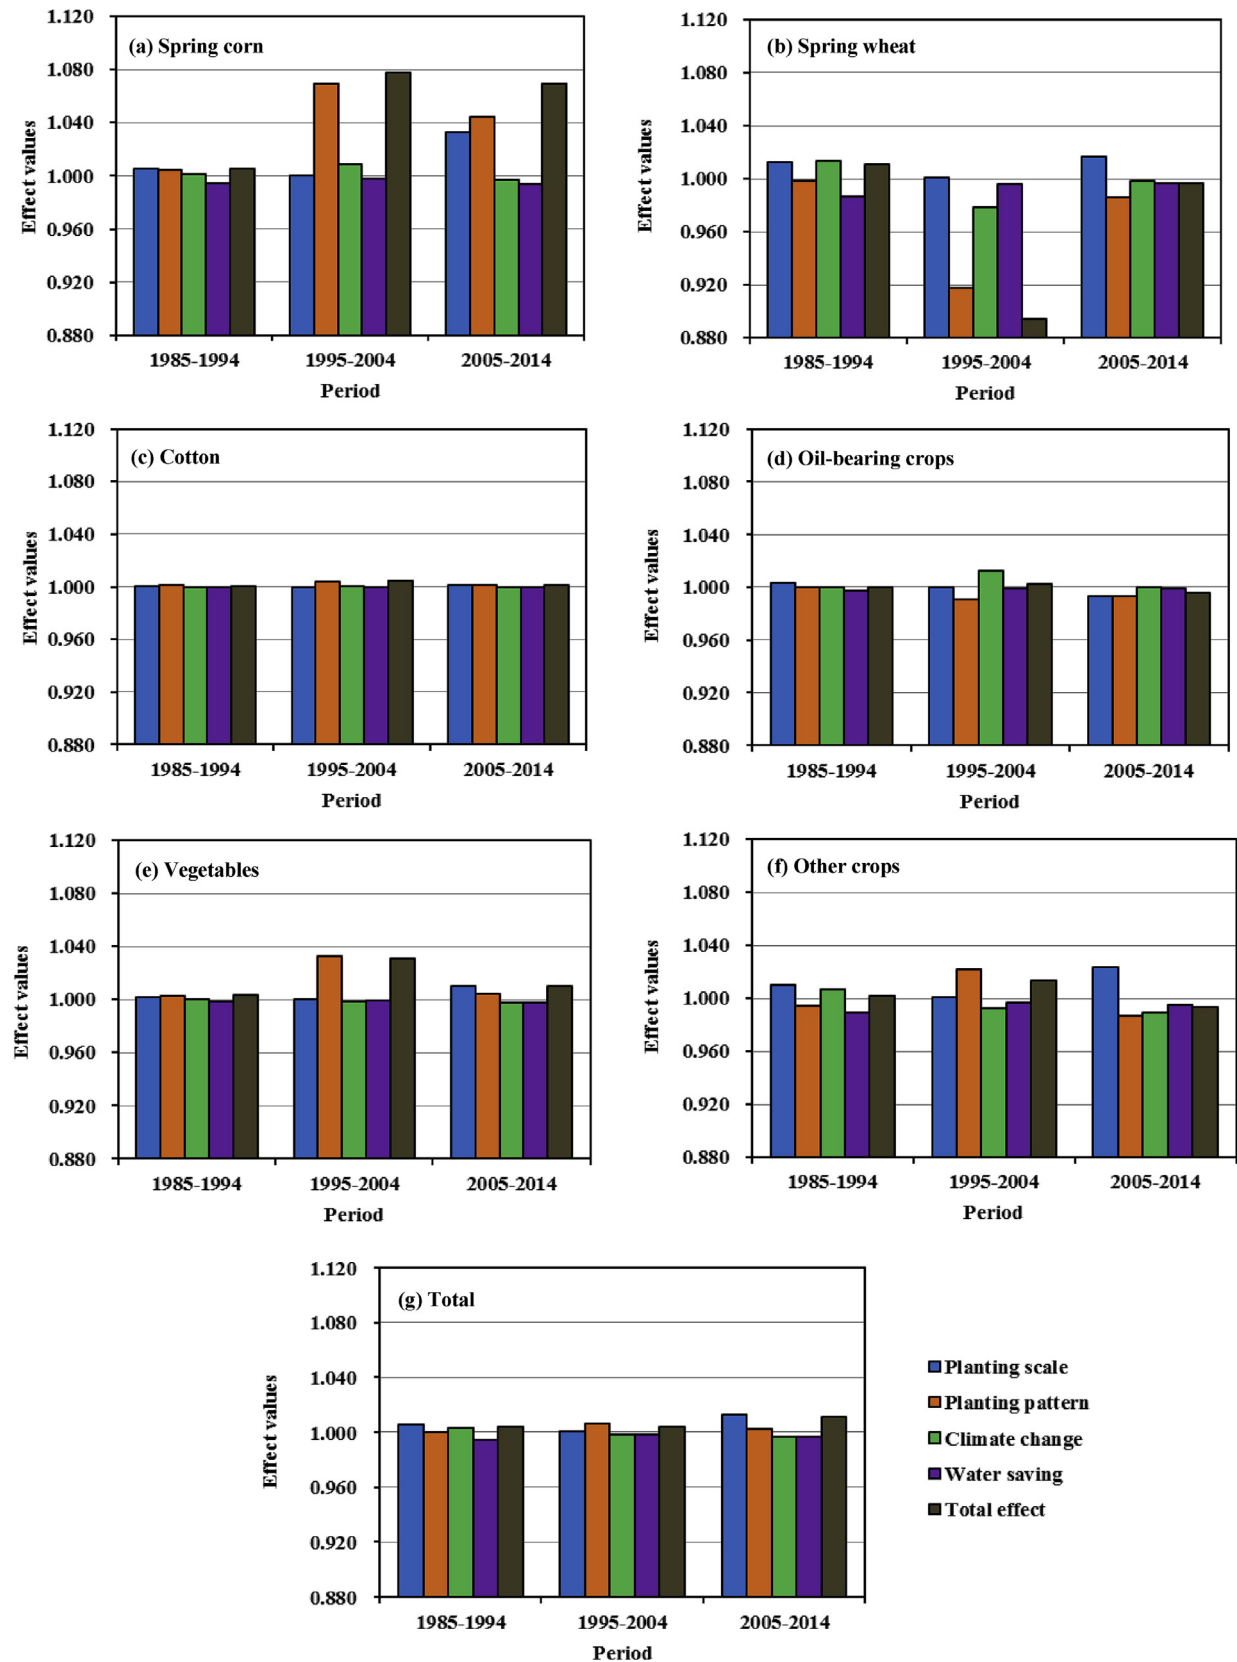 (a) Spring corn
Effect values
1.120
1.080
1.040
1.000
0.960
0.920
0.880
1985-1994
1995-2004
2005-2014
Period
(b) Spring wheat
Effect values
1.120
1.080
1.040
1.000
0.960
0.920
0.880
1985-1994
1995-2004
2005-2014
Period
(c) Cotton
Effect values
1.120
1.080
1.040
1.000
0.960
0.920
0.880
1985-1994
1995-2004
2005-2014
Period
(d) Oil-bearing crops
Effect values
1.120
1.080
1.040
1.000
0.960
0.920
0.880
1985-1994
1995-2004
2005-2014
Period
(e) Vegetables
Effect values
1.120
1.080
1.040
1.000
0.960
0.920
0.880
1985-1994
1995-2004
2005-2014
Period
(f) Other crops
Effect values
1.120
1.080
1.040
1.000
0.960
0.920
0.880
1985-1994
1995-2004
2005-2014
Period
(g) Total
Effect values
1.120
1.080
1.040
1.000
0.960
0.920
0.880
1985-1994
1995-2004
2005-2014
Period
Planting scale
Planting pattern
Climate change
Water saving
Total effect